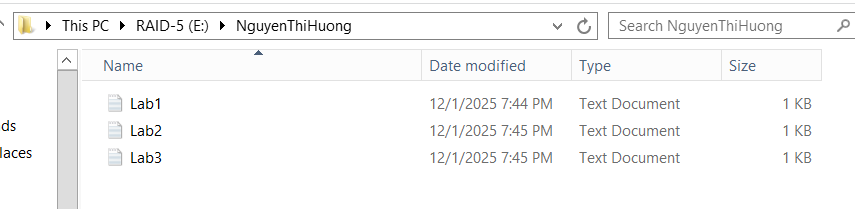 This PC RAID-5 (E:) NguyenThiHuong Search NguyenThiHuong
Name Date modified Type Size
Lab1 12/1/2025 7:44 PM Text Document 1 KB
ds Lab2 12/1/2025 7:45 PM Text Document 1 KB
laces Lab3 12/1/2025 7:45 PM Text Document 1 KB